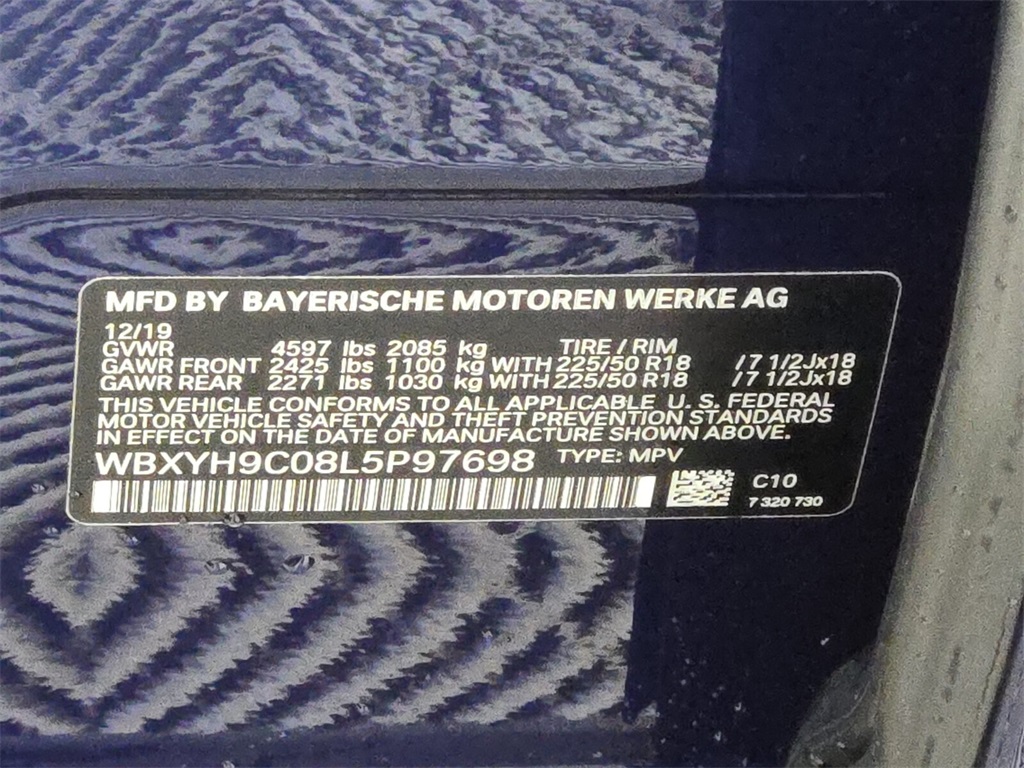 MFD BY BAYERISCHE MOTOREN WERKE AG
12/19
GVWR 4597 lbs 2085 kg TIRE / RIM
GAWR FRONT 2425 lbs 1100 kg WITH 225/50 R18 /7 1/2Jx18
GAWR REAR 2271 lbs 1030 kg WITH 225/50 R18 /7 1/2Jx18
THIS VEHICLE CONFORMS TO ALL APPLICABLE U. S. FEDERAL
MOTOR VEHICLE SAFETY AND THEFT PREVENTION STANDARDS
IN EFFECT ON THE DATE OF MANUFACTURE SHOWN ABOVE.
WBXYH9C08L5P97698 TYPE: MPV
C10
7 320 730